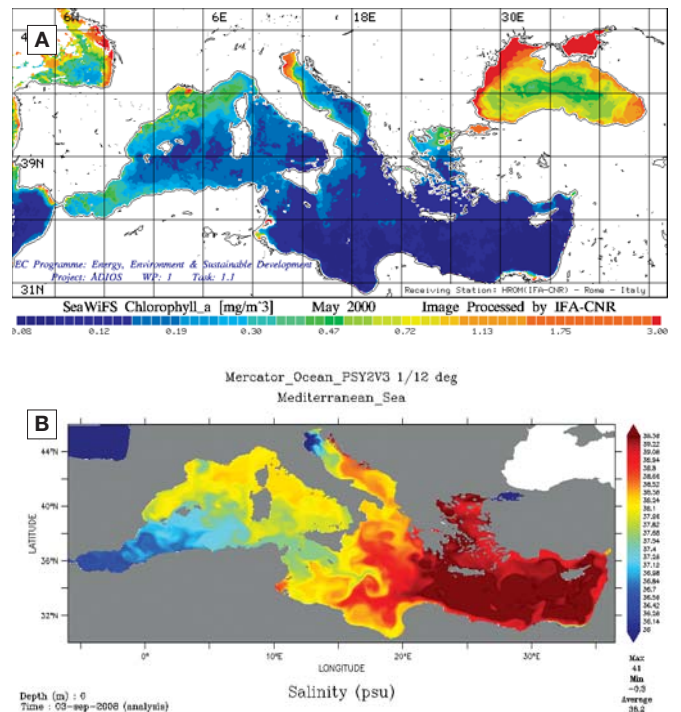 6W 6E 18E 30E
A
39N
EC Programme: Energy, Environment & Sustainable Development
Project: ADIOS WP: 1 Task: 1.1
Receiving Station: HROM(IFA-CNR) - Rome - Italy
31N
SeaWiFS Chlorophyll_a [mg/m^3] May 2000 Image Processed by IFA-CNR
0.08 0.12 0.19 0.30 0.47 0.72 1.13 1.75 3.00
Mercator_Ocean_PSY2V3 1/12 deg
Mediterranean_Sea
B
44°N
40°N
36°N
32°N
LATITUDE
0° 10°E 20°E 30°E
LONGITUDE
Salinity (psu)
Depth (m) : 0
Time : 03-sep-2008 (analysis)
Max
41
Min
Average